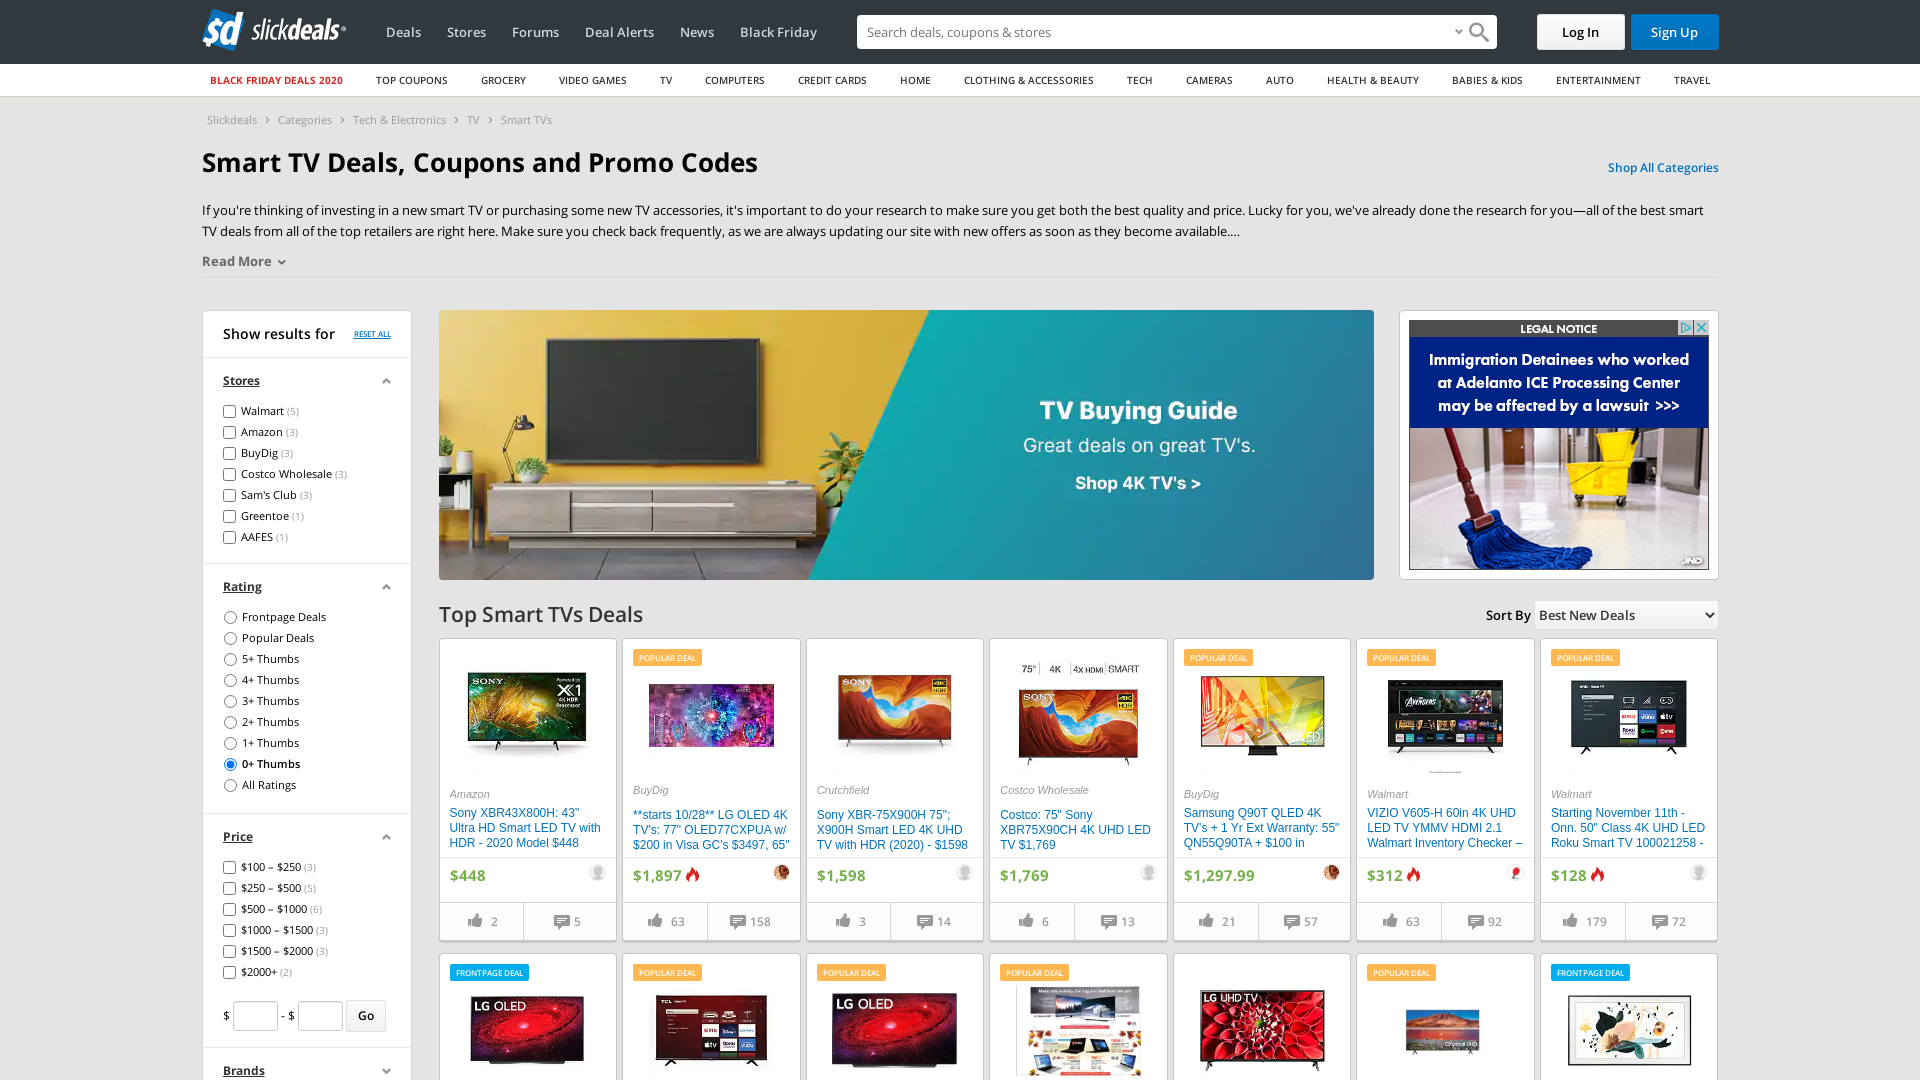 sd slickdeals
Deals
Stores
Forums
Deal Alerts
News
Black Friday
Search deals, coupons & stores
Log In
Sign Up
BLACK FRIDAY DEALS 2020
TOP COUPONS
GROCERY
VIDEO GAMES
TV
COMPUTERS
CREDIT CARDS
HOME
CLOTHING & ACCESSORIES
TECH
CAMERAS
AUTO
HEALTH & BEAUTY
BABIES & KIDS
ENTERTAINMENT
TRAVEL
Slickdeals > Categories > Tech & Electronics > TV > Smart TVs
Smart TV Deals, Coupons and Promo Codes
Shop All Categories
If you're thinking of investing in a new smart TV or purchasing some new TV accessories, it's important to do your research to make sure you get both the best quality and price. Lucky for you, we've already done the research for you—all of the best smart
TV deals from all of the top retailers are right here. Make sure you check back frequently, as we are always updating our site with new offers as soon as they become available.…
Read More
Show results for
RESET ALL
Stores
Walmart (5)
Amazon (3)
BuyDig (3)
Costco Wholesale (3)
Sam's Club (3)
Greentoe (1)
AAFES (1)
Rating
Frontpage Deals
Popular Deals
5+ Thumbs
4+ Thumbs
3+ Thumbs
2+ Thumbs
1+ Thumbs
0+ Thumbs
All Ratings
Price
$100 – $250 (3)
$250 – $500 (5)
$500 – $1000 (6)
$1000 – $1500 (3)
$1500 – $2000 (3)
$2000+ (2)
$ - $ Go
Brands
TV Buying Guide
Great deals on great TV's.
Shop 4K TV's >
LEGAL NOTICE
Immigration Detainees who worked
at Adelanto ICE Processing Center
may be affected by a lawsuit >>>
JND
Top Smart TVs Deals
Sort By Best New Deals
SONY
Powered by
X1
4K HDR
Processor
Amazon
Sony XBR43X800H: 43"
Ultra HD Smart LED TV with
HDR - 2020 Model $448
$448
2
5
POPULAR DEAL
BuyDig
**starts 10/28** LG OLED 4K
TV's: 77" OLED77CXPUA w/
$200 in Visa GC's $3497, 65"
$1,897
63
158
SONY
4K
HDR
Crutchfield
Sony XBR-75X900H 75";
X900H Smart LED 4K UHD
TV with HDR (2020) - $1598
$1,598
3
14
75" 4K 4x HDMI SMART
SONY
4K
HDR
Costco Wholesale
Costco: 75" Sony
XBR75X90CH 4K UHD LED
TV $1,769
$1,769
6
13
POPULAR DEAL
QLED
BuyDig
Samsung Q90T QLED 4K
TV's + 1 Yr Ext Warranty: 55"
QN55Q90TA + $100 in
$1,297.99
21
57
POPULAR DEAL
AVENGERS
Walmart
VIZIO V605-H 60in 4K UHD
LED TV YMMV HDMI 2.1
Walmart Inventory Checker –
$312
63
92
POPULAR DEAL
Walmart
Starting November 11th -
Onn. 50" Class 4K UHD LED
Roku Smart TV 100021258 -
$128
179
72
FRONTPAGE DEAL
LG OLED
POPULAR DEAL
TCL
POPULAR DEAL
LG OLED
POPULAR DEAL
LG UHD TV
POPULAR DEAL
Crystal UHD
FRONTPAGE DEAL